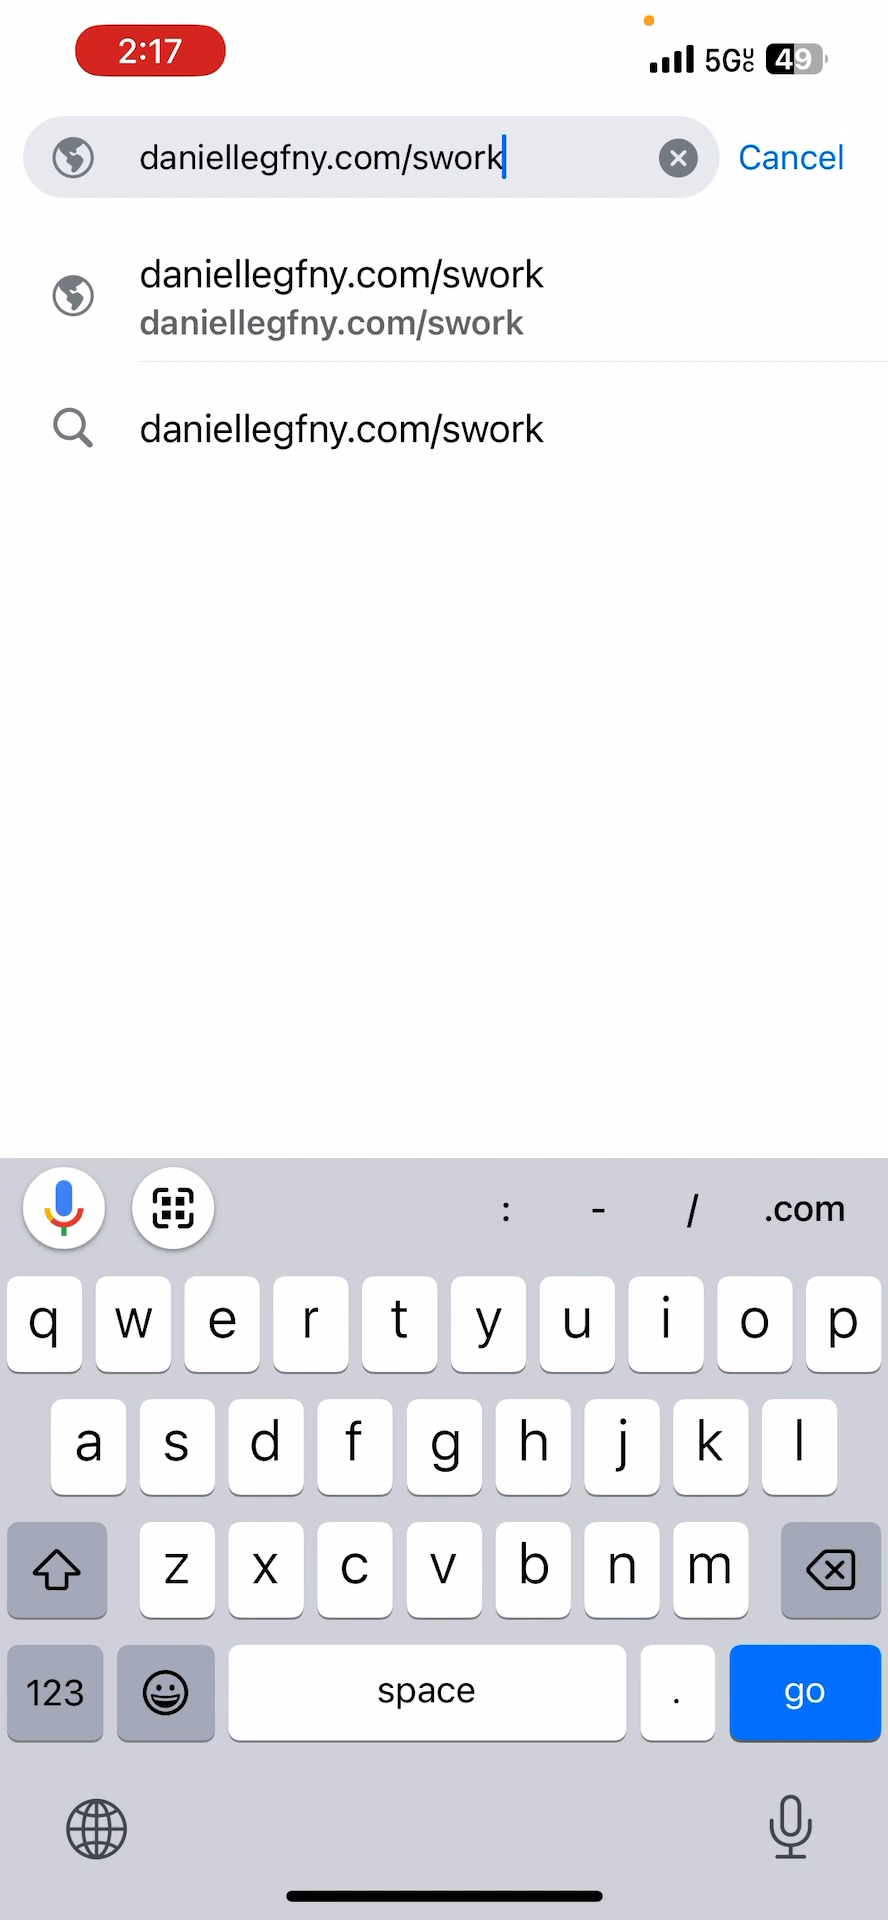 2:17
5GUC 49
daniellegfny.com/swork
Cancel
daniellegfny.com/swork
daniellegfny.com/swork
daniellegfny.com/swork
: - / .com
q w e r t y u i o p
a s d f g h j k l
z x c v b n m
123 space . go